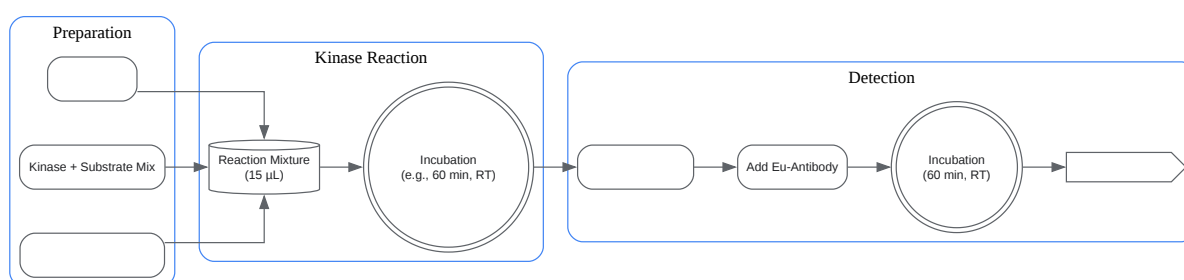 Preparation
Kinase + Substrate Mix
Kinase Reaction
Reaction Mixture
(15 µL)
Incubation
(e.g., 60 min, RT)
Detection
Add Eu-Antibody
Incubation
(60 min, RT)